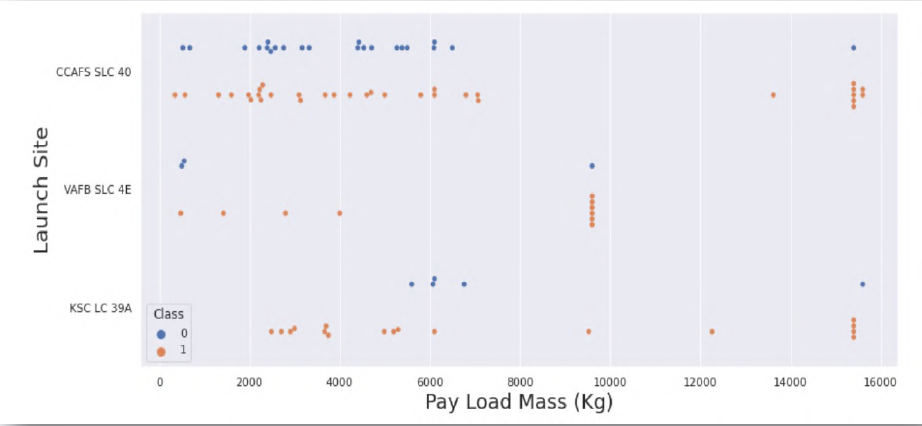 Launch Site
CCAFS SLC 40
VAFB SLC 4E
KSC LC 39A
Class
0
1
0 2000 4000 6000 8000 10000 12000 14000 16000
Pay Load Mass (Kg)